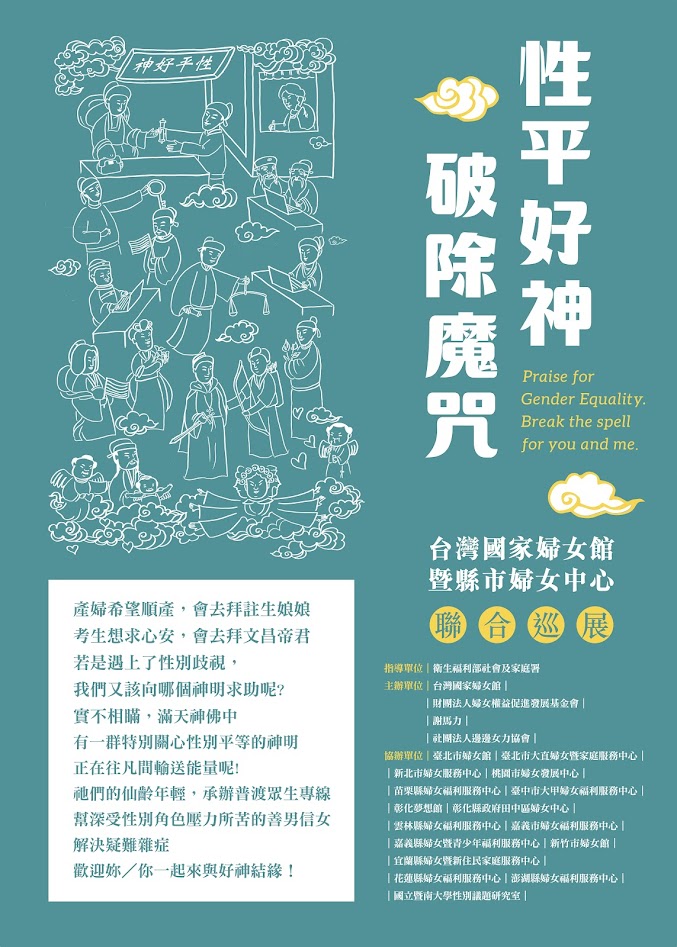 性平好神
破除魔咒
Praise for
Gender Equality.
Break the spell
for you and me.
台灣國家婦女館
暨縣市婦女中心
聯合巡展
神好平性
產婦希望順產，會去拜註生娘娘
考生想求心安，會去拜文昌帝君
若是遇上了性別歧視，
我們又該向哪個神明求助呢?
實不相瞞，滿天神佛中
有一群特別關心性別平等的神明
正在往凡間輸送能量呢!
祂們的仙齡年輕，承辦普渡眾生專線
幫深受性別角色壓力所苦的善男信女
解決疑難雜症
歡迎妳／你一起來與好神結緣！
指導單位｜衛生福利部社會及家庭署
主辦單位｜台灣國家婦女館｜
｜財團法人婦女權益促進發展基金會｜
｜謝馬力｜
｜社團法人邊邊女力協會｜
協辦單位｜臺北市婦女館｜臺北市大直婦女暨家庭服務中心｜
｜新北市婦女服務中心｜桃園市婦女發展中心｜
｜苗栗縣婦女福利服務中心｜臺中市大甲婦女福利服務中心｜
｜彰化夢想館｜彰化縣政府田中區婦女中心｜
｜雲林縣婦女福利服務中心｜嘉義市婦女福利服務中心｜
｜嘉義縣婦女暨青少年福利服務中心｜新竹市婦女館｜
｜宜蘭縣婦女暨新住民家庭服務中心｜
｜花蓮縣婦女福利服務中心｜澎湖縣婦女福利服務中心｜
｜國立暨南大學性別議題研究室｜